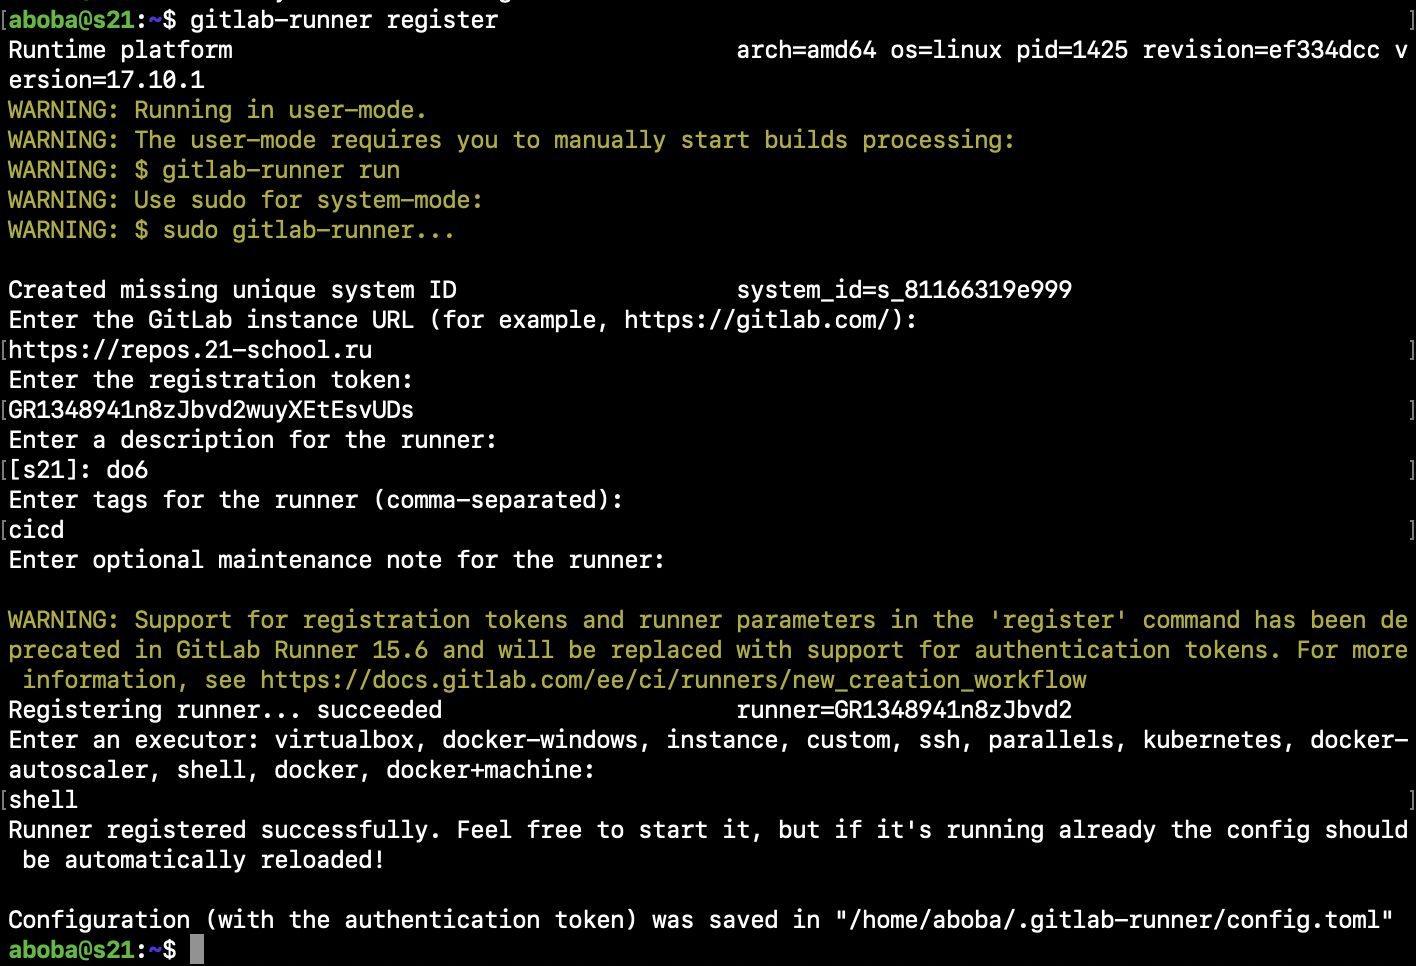 [aboba@s21:~$ gitlab-runner register ]
Runtime platform arch=amd64 os=linux pid=1425 revision=ef334dcc v
ersion=17.10.1
WARNING: Running in user-mode.
WARNING: The user-mode requires you to manually start builds processing:
WARNING: $ gitlab-runner run
WARNING: Use sudo for system-mode:
WARNING: $ sudo gitlab-runner...
Created missing unique system ID system_id=s_81166319e999
Enter the GitLab instance URL (for example, https://gitlab.com/):
[https://repos.21-school.ru ]
Enter the registration token:
[GR1348941n8zJbvd2wuyXEtEsvUDs ]
Enter a description for the runner:
[[s21]: do6 ]
Enter tags for the runner (comma-separated):
[cicd ]
Enter optional maintenance note for the runner:
WARNING: Support for registration tokens and runner parameters in the 'register' command has been de
precated in GitLab Runner 15.6 and will be replaced with support for authentication tokens. For more
 information, see https://docs.gitlab.com/ee/ci/runners/new_creation_workflow
Registering runner... succeeded runner=GR1348941n8zJbvd2
Enter an executor: virtualbox, docker-windows, instance, custom, ssh, parallels, kubernetes, docker-
autoscaler, shell, docker, docker+machine:
[shell ]
Runner registered successfully. Feel free to start it, but if it's running already the config should
 be automatically reloaded!
Configuration (with the authentication token) was saved in "/home/aboba/.gitlab-runner/config.toml"
aboba@s21:~$